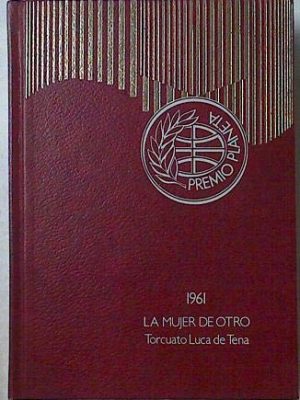 PREMIO PLANETA
1961
LA MUJER DE OTRO
Torcuato Luca de Tena